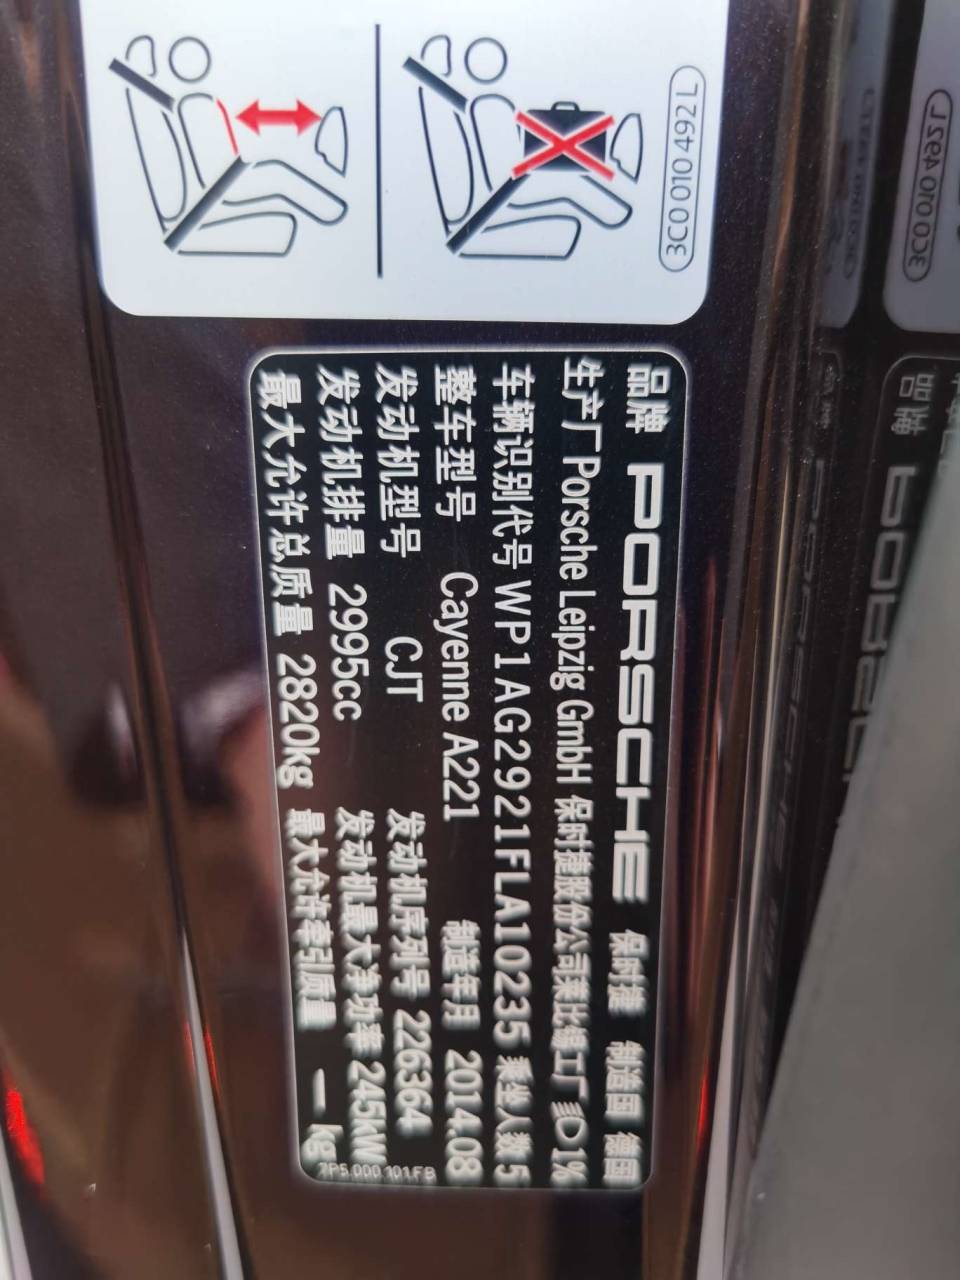 3C0 010 492 L
品牌 PORSCHE 保时捷 制造国 德国
生产厂 Porsche Leipzig GmbH 保时捷股份公司莱比锡工厂 1%
车辆识别代号 WP1AG2921FLA10235 乘坐人数 5
整车型号 Cayenne A221 制造年月 2014.08
发动机型号 CJT 发动机序列号 226364
发动机排量 2995cc 发动机最大净功率 245kW
最大允许总质量 2820kg 最大允许牵引质量 — kg
7P5.000.101.FB